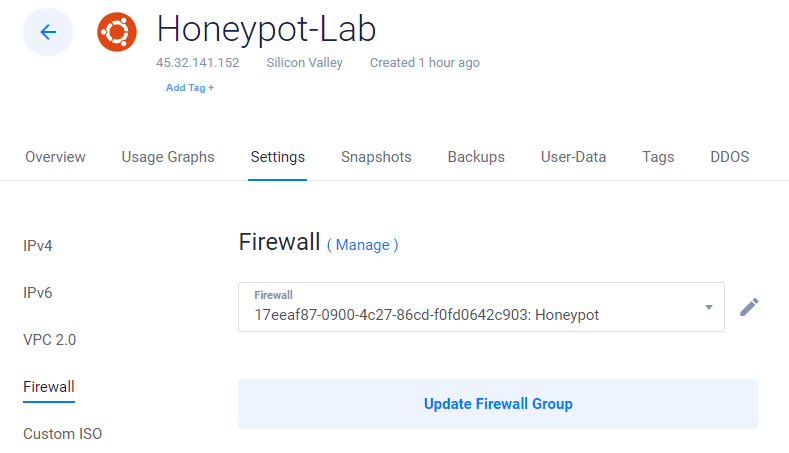 Honeypot-Lab
45.32.141.152 Silicon Valley Created 1 hour ago
Add Tag +
Overview Usage Graphs Settings Snapshots Backups User-Data Tags DDOS
IPv4
IPv6
VPC 2.0
Firewall
Custom ISO
Firewall ( Manage )
Firewall
17eeaf87-0900-4c27-86cd-f0fd0642c903: Honeypot
Update Firewall Group